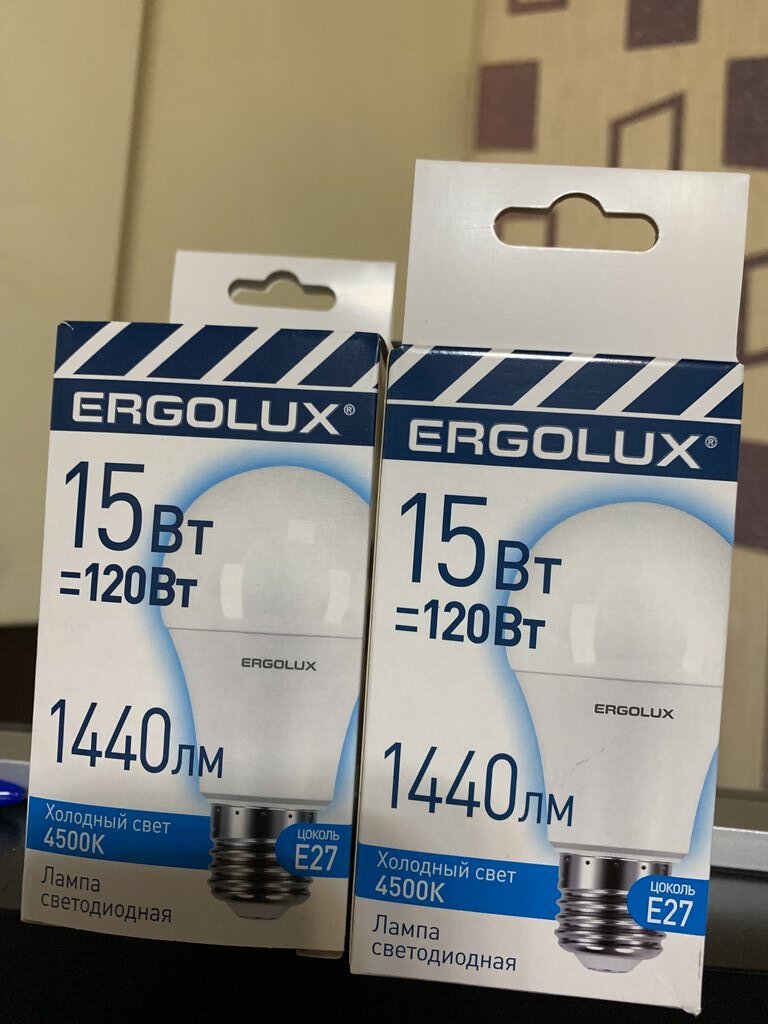 ERGOLUX®
15Вт
=120Вт
ERGOLUX
1440лм
Холодный свет
4500K
цоколь
E27
Лампа
светодиодная
ERGOLUX®
15Вт
=120Вт
ERGOLUX
1440лм
Холодный свет
4500K
цоколь
E27
Лампа
светодиодная